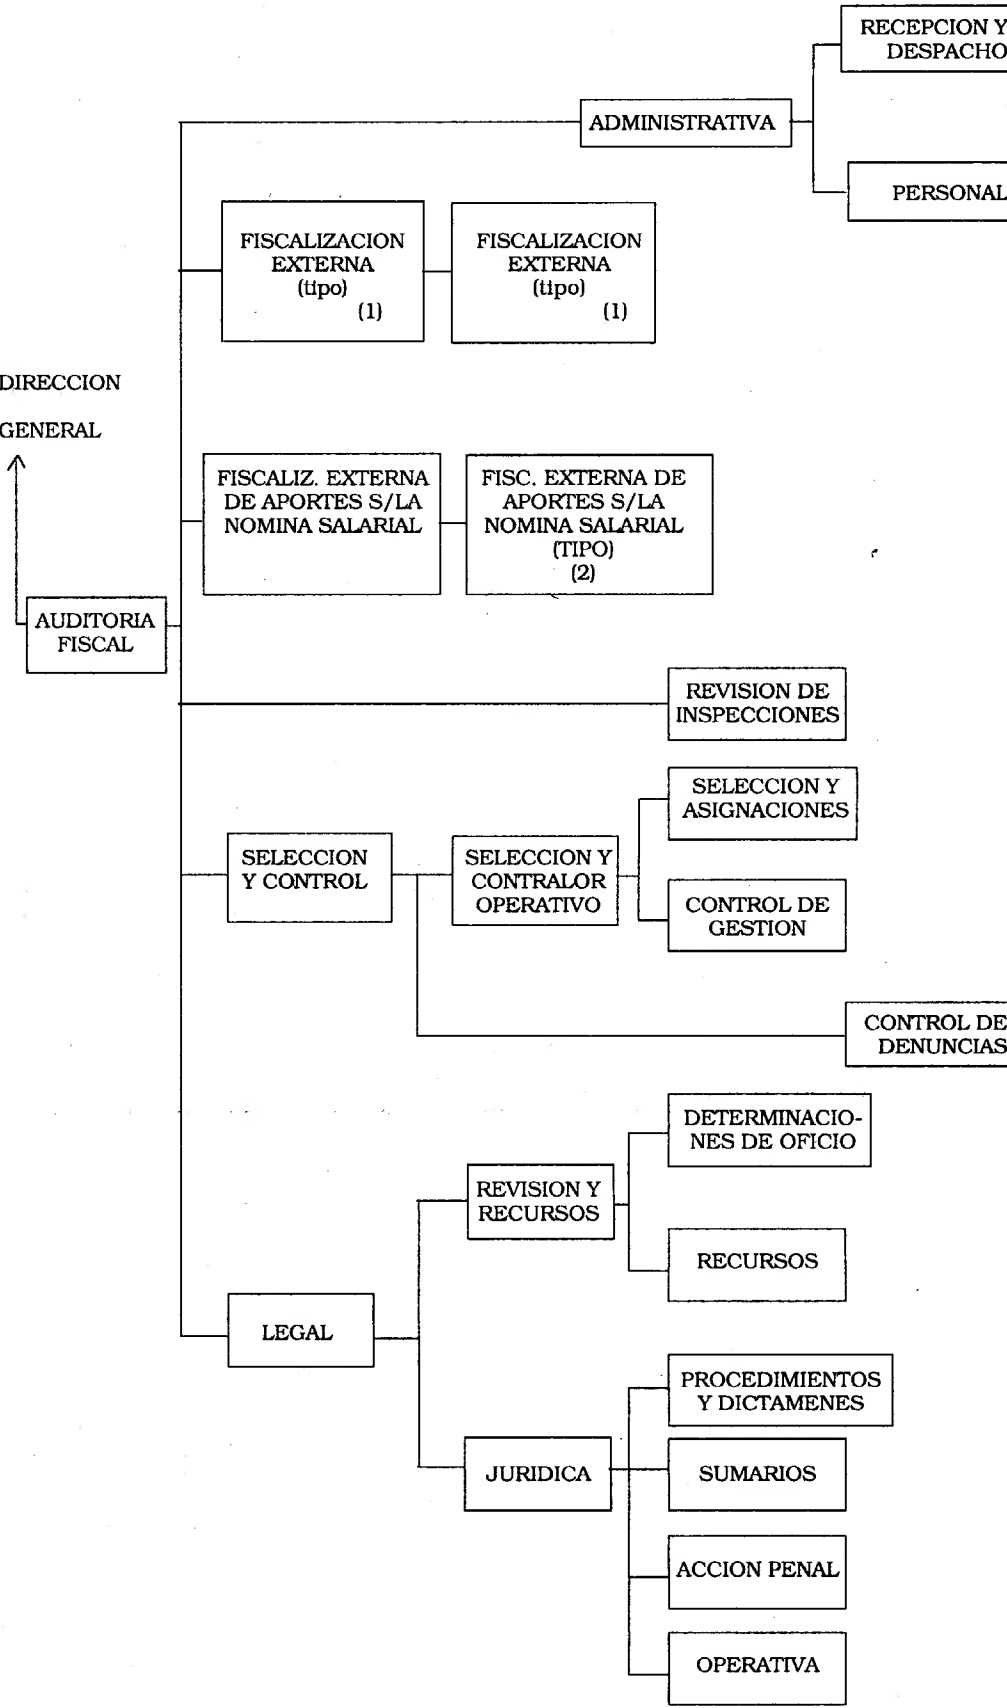 RECEPCION Y
DESPACHO
ADMINISTRATIVA
PERSONAL
FISCALIZACION
EXTERNA
(tipo)
(1)
FISCALIZACION
EXTERNA
(tipo)
(1)
DIRECCION
GENERAL
FISCALIZ. EXTERNA
DE APORTES S/LA
NOMINA SALARIAL
FISC. EXTERNA DE
APORTES S/LA
NOMINA SALARIAL
(TIPO)
(2)
AUDITORIA
FISCAL
REVISION DE
INSPECCIONES
SELECCION Y
ASIGNACIONES
SELECCION
Y CONTROL
SELECCION Y
CONTRALOR
OPERATIVO
CONTROL DE
GESTION
CONTROL DE
DENUNCIAS
DETERMINACIO-
NES DE OFICIO
REVISION Y
RECURSOS
RECURSOS
LEGAL
PROCEDIMIENTOS
Y DICTAMENES
JURIDICA
SUMARIOS
ACCION PENAL
OPERATIVA